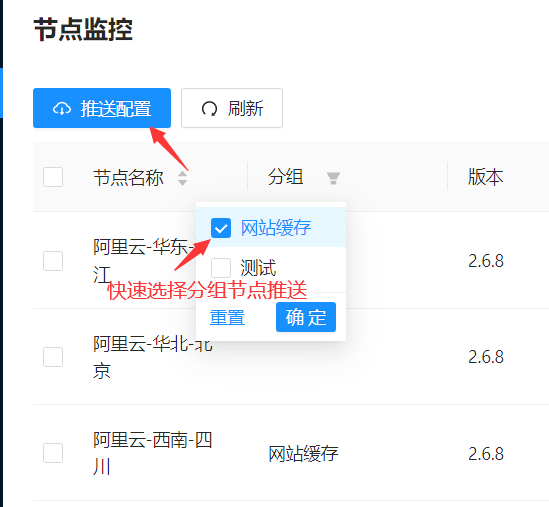 节点监控
推送配置 刷新
节点名称 分组 版本
网站缓存
阿里云-华东-
江 2.6.8
测试
快速选择分组节点推送
重置 确 定
阿里云-华北-北
京 2.6.8
阿里云-西南-四
川 网站缓存 2.6.8